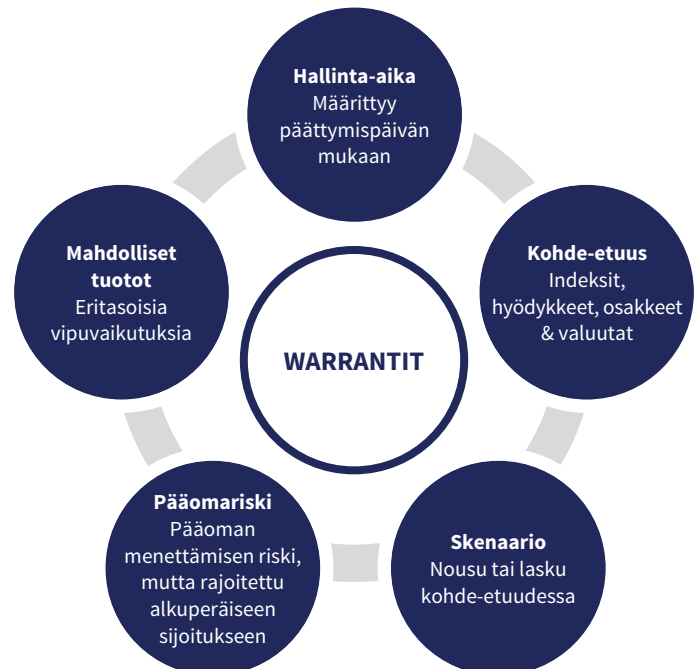 Hallinta-aika
Määrittyy
päättymispäivän
mukaan
Mahdolliset
tuotot
Eritasoisia
vipuvaikutuksia
Kohde-etuus
Indeksit,
hyödykkeet, osakkeet
& valuutat
WARRANTIT
Pääomariski
Pääoman
menettämisen riski,
mutta rajoitettu
alkuperäiseen
sijoitukseen
Skenaario
Nousu tai lasku
kohde-etuudessa